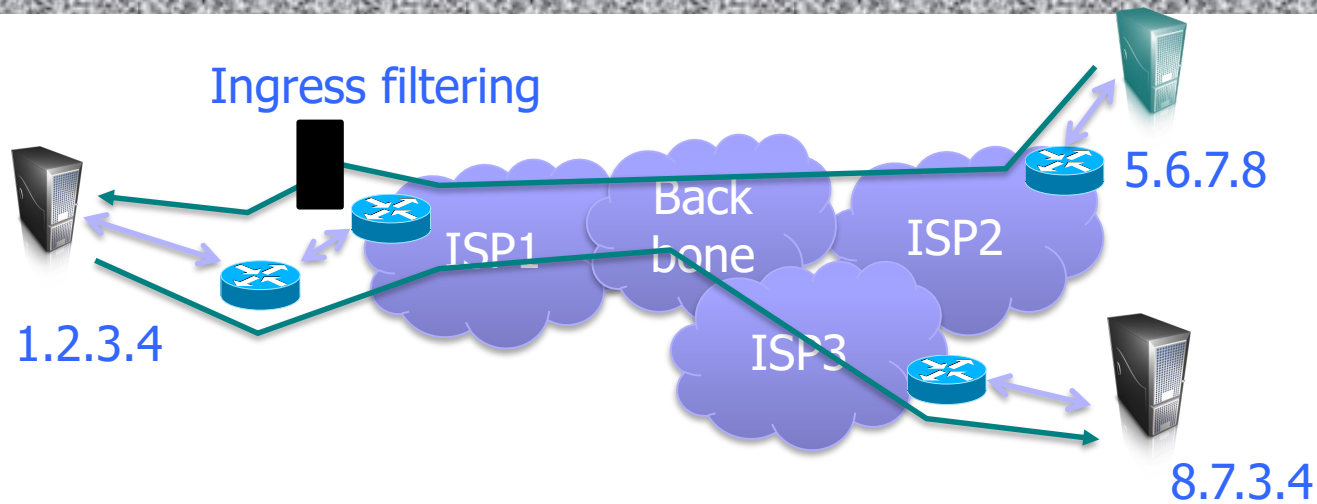 Ingress filtering
5.6.7.8
Back
bone
ISP1
ISP2
1.2.3.4
ISP3
8.7.3.4